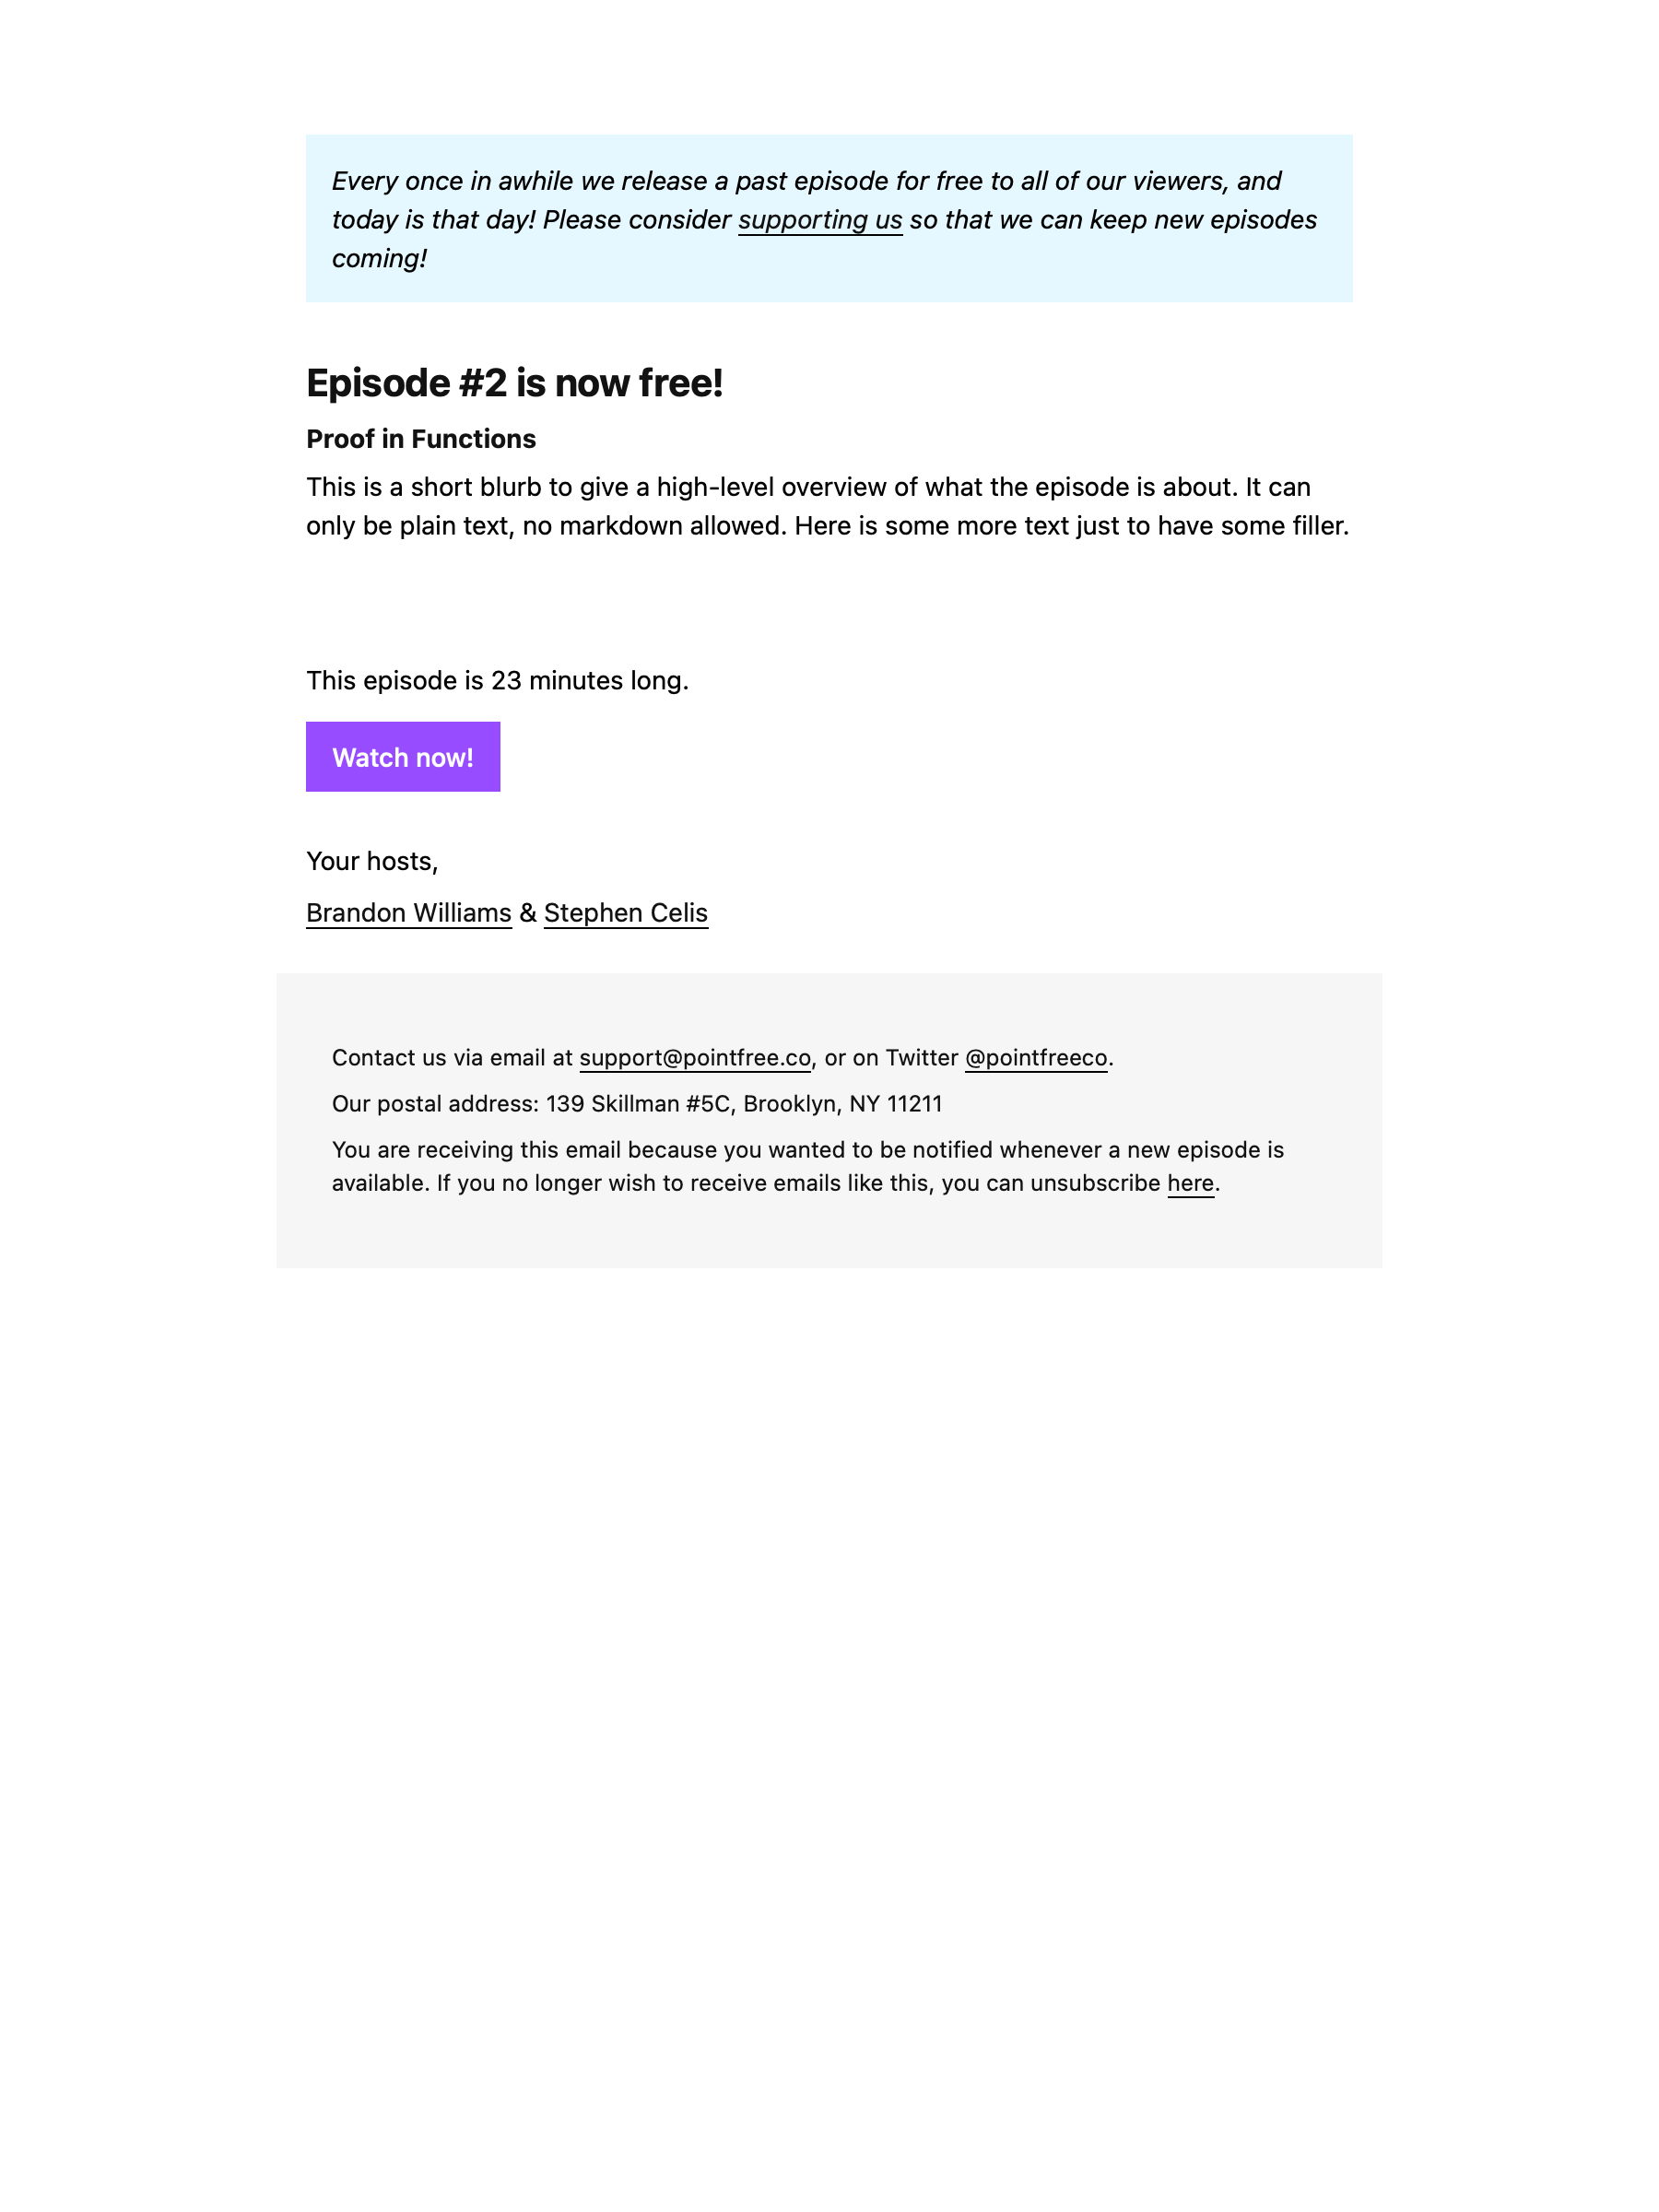 Every once in awhile we release a past episode for free to all of our viewers, and
today is that day! Please consider supporting us so that we can keep new episodes
coming!
Episode #2 is now free!
Proof in Functions
This is a short blurb to give a high-level overview of what the episode is about. It can
only be plain text, no markdown allowed. Here is some more text just to have some filler.
This episode is 23 minutes long.
Watch now!
Your hosts,
Brandon Williams & Stephen Celis
Contact us via email at support@pointfree.co, or on Twitter @pointfreeco.
Our postal address: 139 Skillman #5C, Brooklyn, NY 11211
You are receiving this email because you wanted to be notified whenever a new episode is
available. If you no longer wish to receive emails like this, you can unsubscribe here.